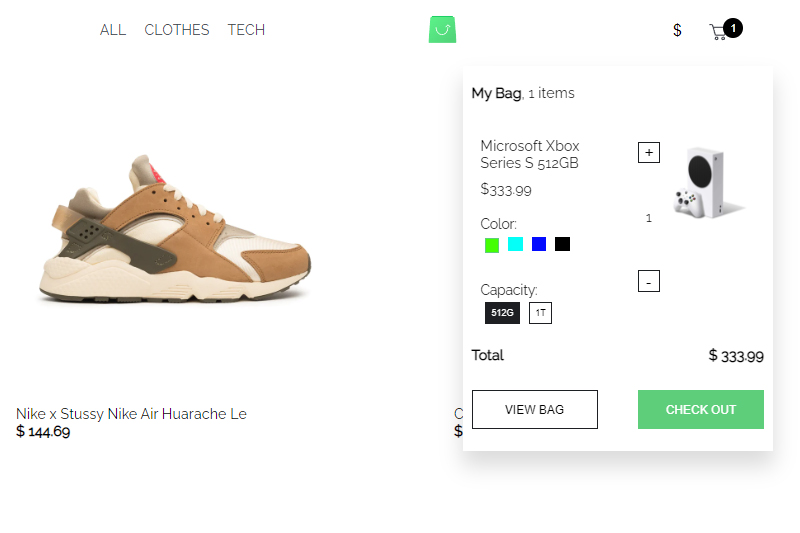 ALL CLOTHES TECH
$
1
My Bag, 1 items
Microsoft Xbox
Series S 512GB
$333.99
+
1
-
Color:
Capacity:
512G 1T
Total $ 333.99
VIEW BAG CHECK OUT
Nike x Stussy Nike Air Huarache Le
$ 144.69
$